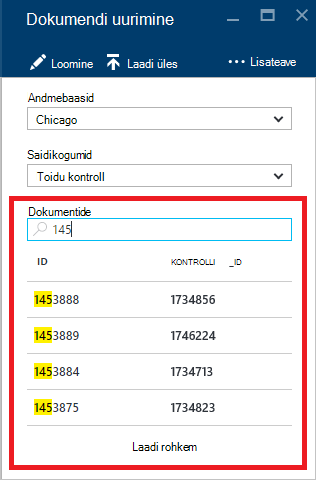 Dokumendi uurimine
Loomine Laadi üles ••• Lisateave
Andmebaasid
Chicago
Saidikogumid
Toidu kontroll
Dokumentide
145
ID KONTROLLI _ID
1453888 1734856
1453889 1746224
1453884 1734713
1453875 1734823
Laadi rohkem